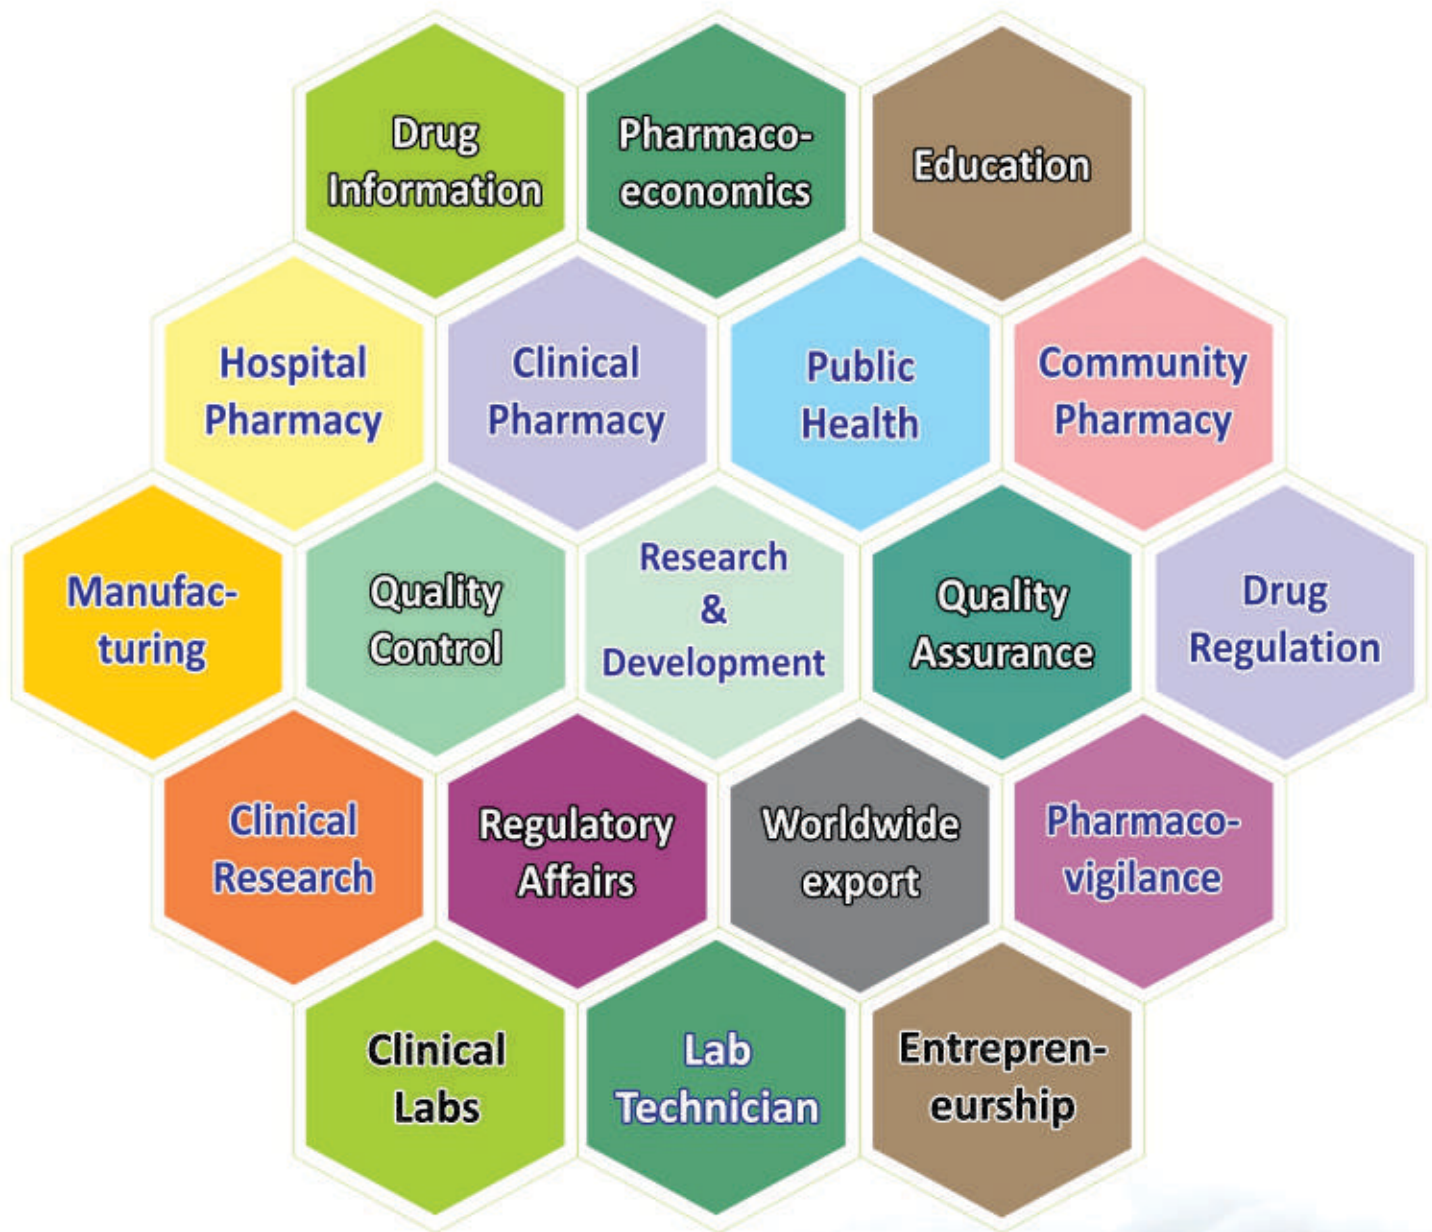 Drug
Information
Pharmaco-
economics
Education
Hospital
Pharmacy
Clinical
Pharmacy
Public
Health
Community
Pharmacy
Manufac-
turing
Quality
Control
Research
&
Development
Quality
Assurance
Drug
Regulation
Clinical
Research
Regulatory
Affairs
Worldwide
export
Pharmaco-
vigilance
Clinical
Labs
Lab
Technician
Entrepren-
eurship